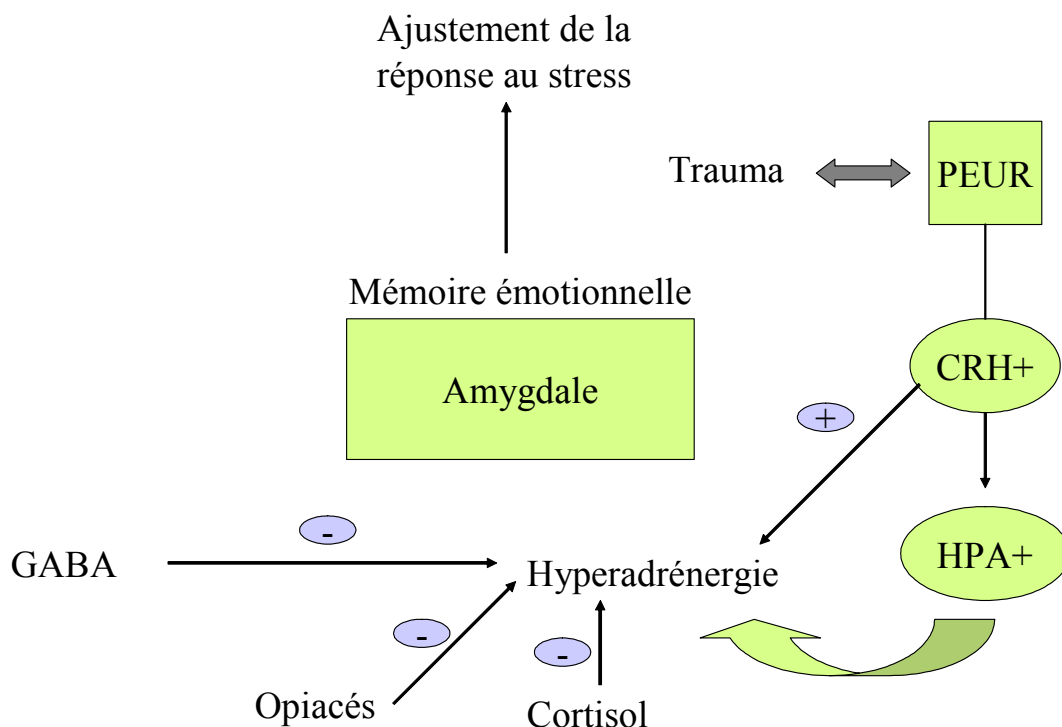 Ajustement de la
réponse au stress
Trauma
PEUR
Mémoire émotionnelle
Amygdale
CRH+
+
-
GABA
Hyperadrénergie
HPA+
-
-
Opiacés
Cortisol